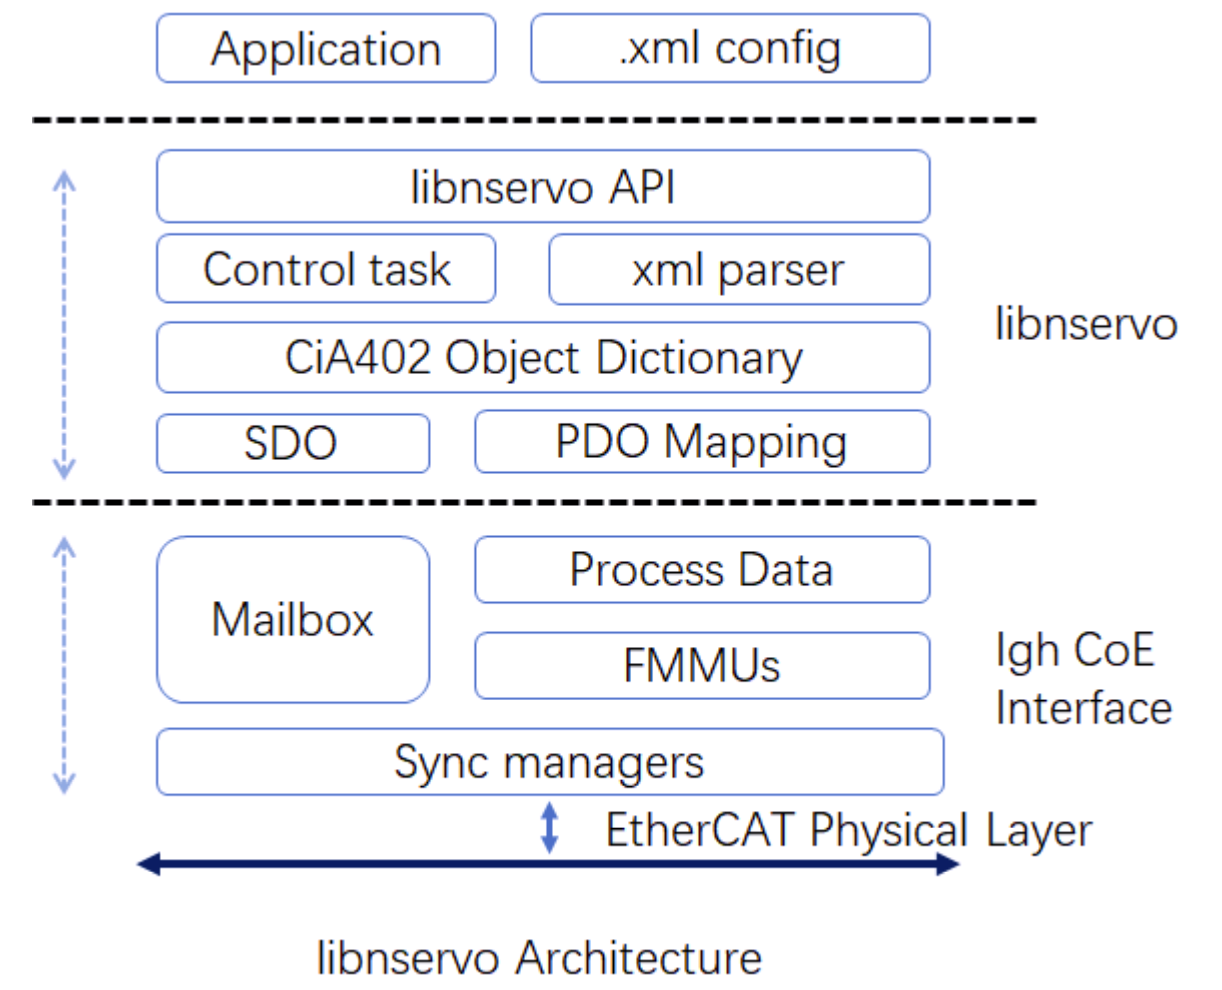 Application
.xml config
libnservo API
Control task
xml parser
libnservo
CiA402 Object Dictionary
SDO
PDO Mapping
Mailbox
Process Data
FMMUs
Igh CoE
Interface
Sync managers
EtherCAT Physical Layer
libnservo Architecture